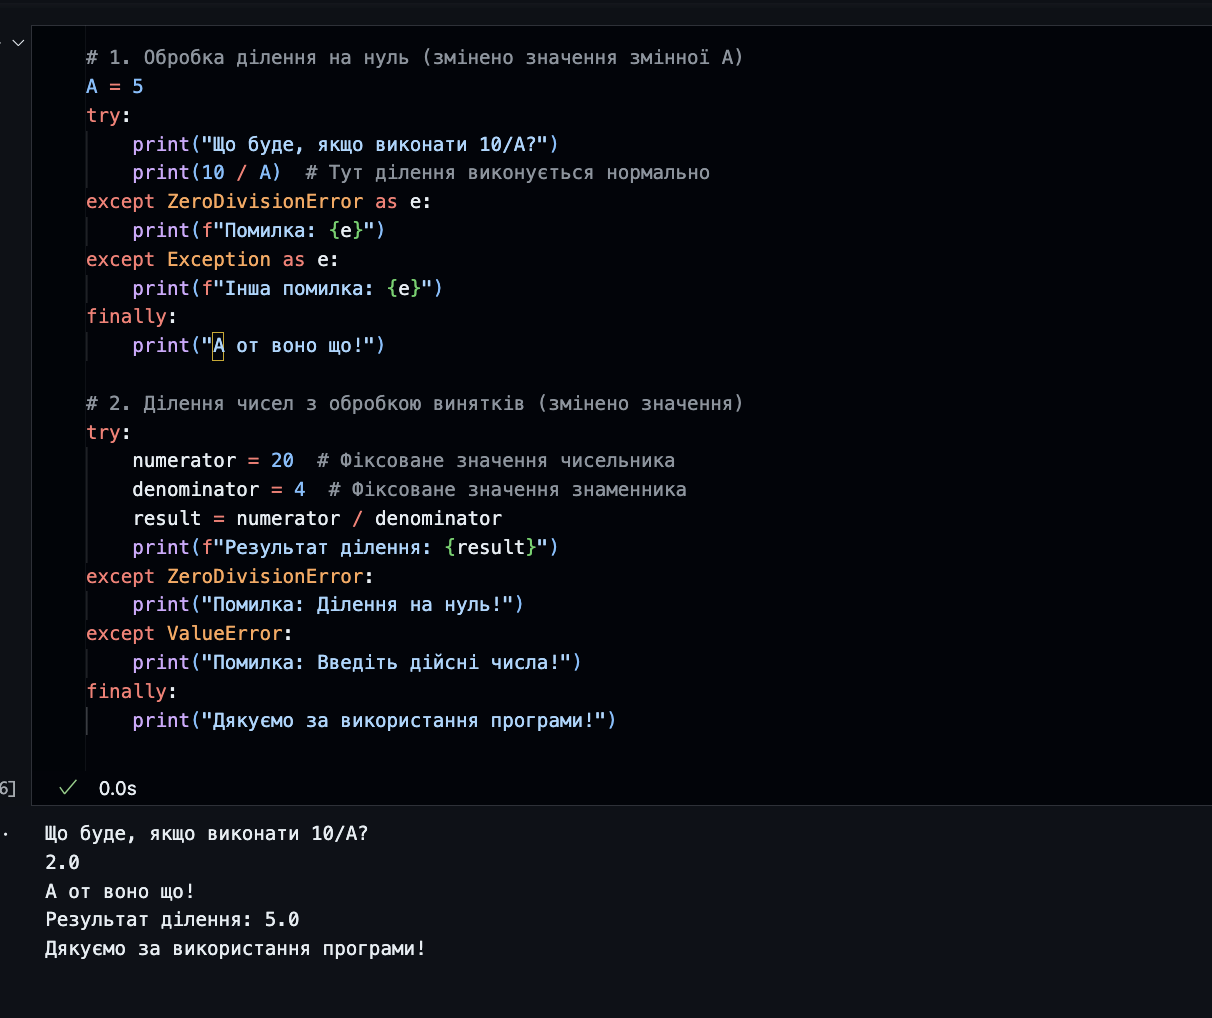 # 1. Обробка ділення на нуль (змінено значення змінної A)
A = 5
try:
    print("Що буде, якщо виконати 10/A?")
    print(10 / A)  # Тут ділення виконується нормально
except ZeroDivisionError as e:
    print(f"Помилка: {e}")
except Exception as e:
    print(f"Інша помилка: {e}")
finally:
    print("А от воно що!")
# 2. Ділення чисел з обробкою винятків (змінено значення)
try:
    numerator = 20  # Фіксоване значення чисельника
    denominator = 4  # Фіксоване значення знаменника
    result = numerator / denominator
    print(f"Результат ділення: {result}")
except ZeroDivisionError:
    print("Помилка: Ділення на нуль!")
except ValueError:
    print("Помилка: Введіть дійсні числа!")
finally:
    print("Дякуємо за використання програми!")
6] 0.0s
Що буде, якщо виконати 10/A?
2.0
А от воно що!
Результат ділення: 5.0
Дякуємо за використання програми!